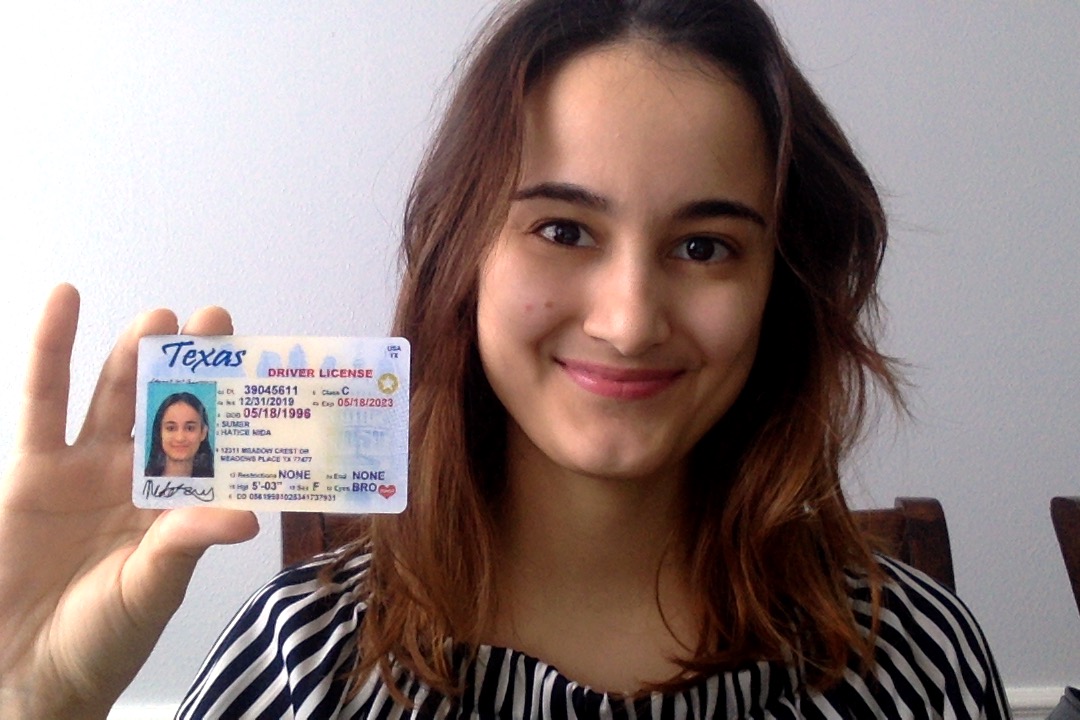 Texas
USA
TX
DRIVER LICENSE
DL 39045611 Class C
Iss 12/31/2019 Exp 05/18/2023
DOB 05/18/1996
SUMER
HATICE NIDA
12311 MEADOW CREST DR
MEADOWS PLACE TX 77477
Restrictions NONE End NONE
Hgt 5'-03" Sex F Eyes BRO
DD